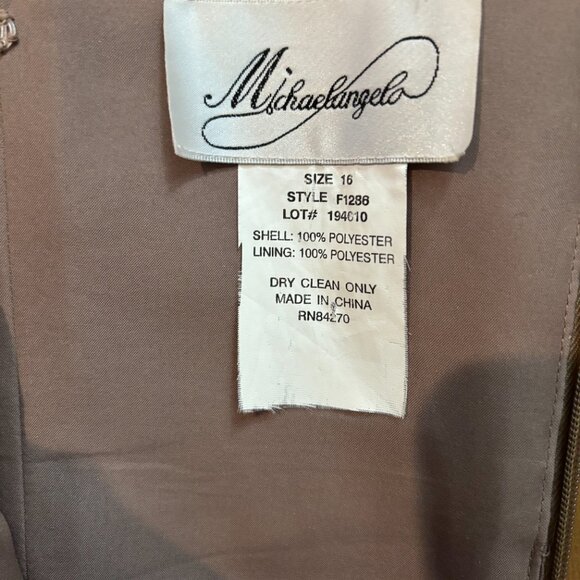 Michaelangelo
SIZE 16
STYLE F1286
LOT# 194610
SHELL: 100% POLYESTER
LINING: 100% POLYESTER
DRY CLEAN ONLY
MADE IN CHINA
RN84270